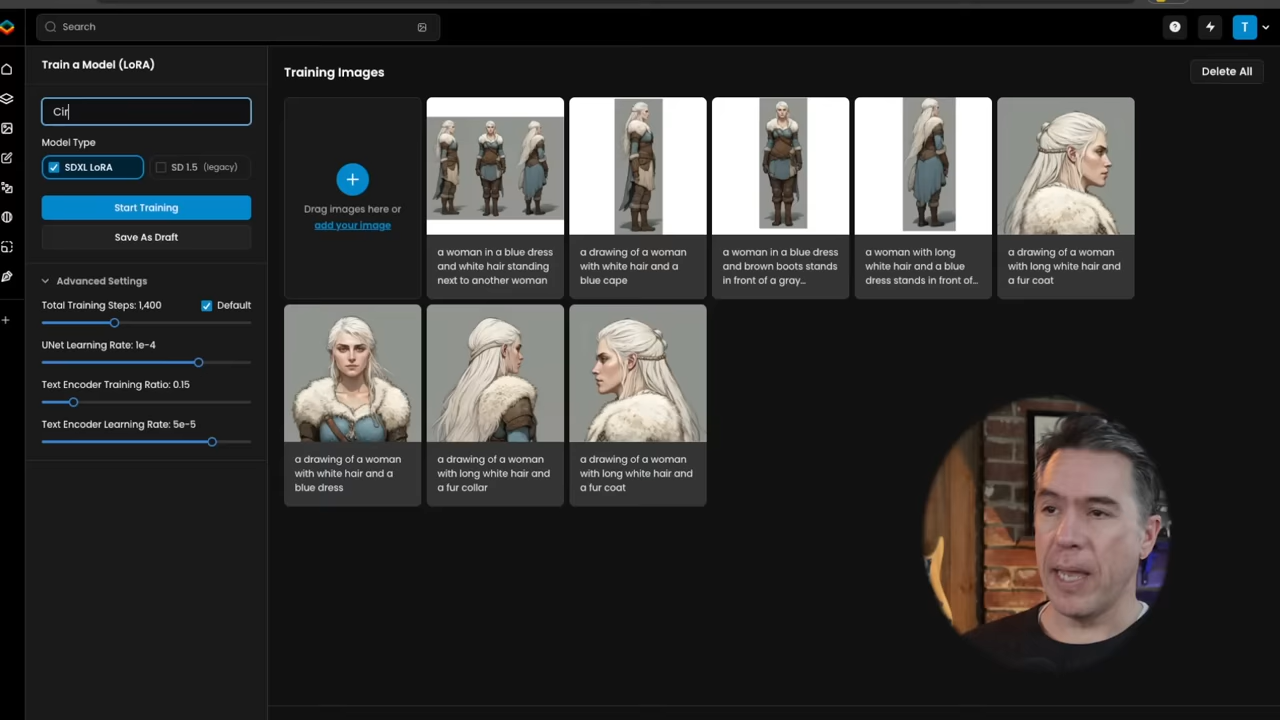 Search
T
Train a Model (LoRA)
Cir
Model Type
SDXL LoRA
SD 1.5 (legacy)
Start Training
Save As Draft
Advanced Settings
Total Training Steps: 1,400
Default
UNet Learning Rate: 1e-4
Text Encoder Training Ratio: 0.15
Text Encoder Learning Rate: 5e-5
Training Images
Delete All
Drag images here or
add your image
a woman in a blue dress
and white hair standing
next to another woman
a drawing of a woman
with white hair and a
blue cape
a woman in a blue dress
and brown boots stands
in front of a gray...
a woman with long
white hair and a blue
dress stands in front of...
a drawing of a woman
with long white hair and
a fur coat
a drawing of a woman
with white hair and a
blue dress
a drawing of a woman
with long white hair and
a fur collar
a drawing of a woman
with long white hair and
a fur coat